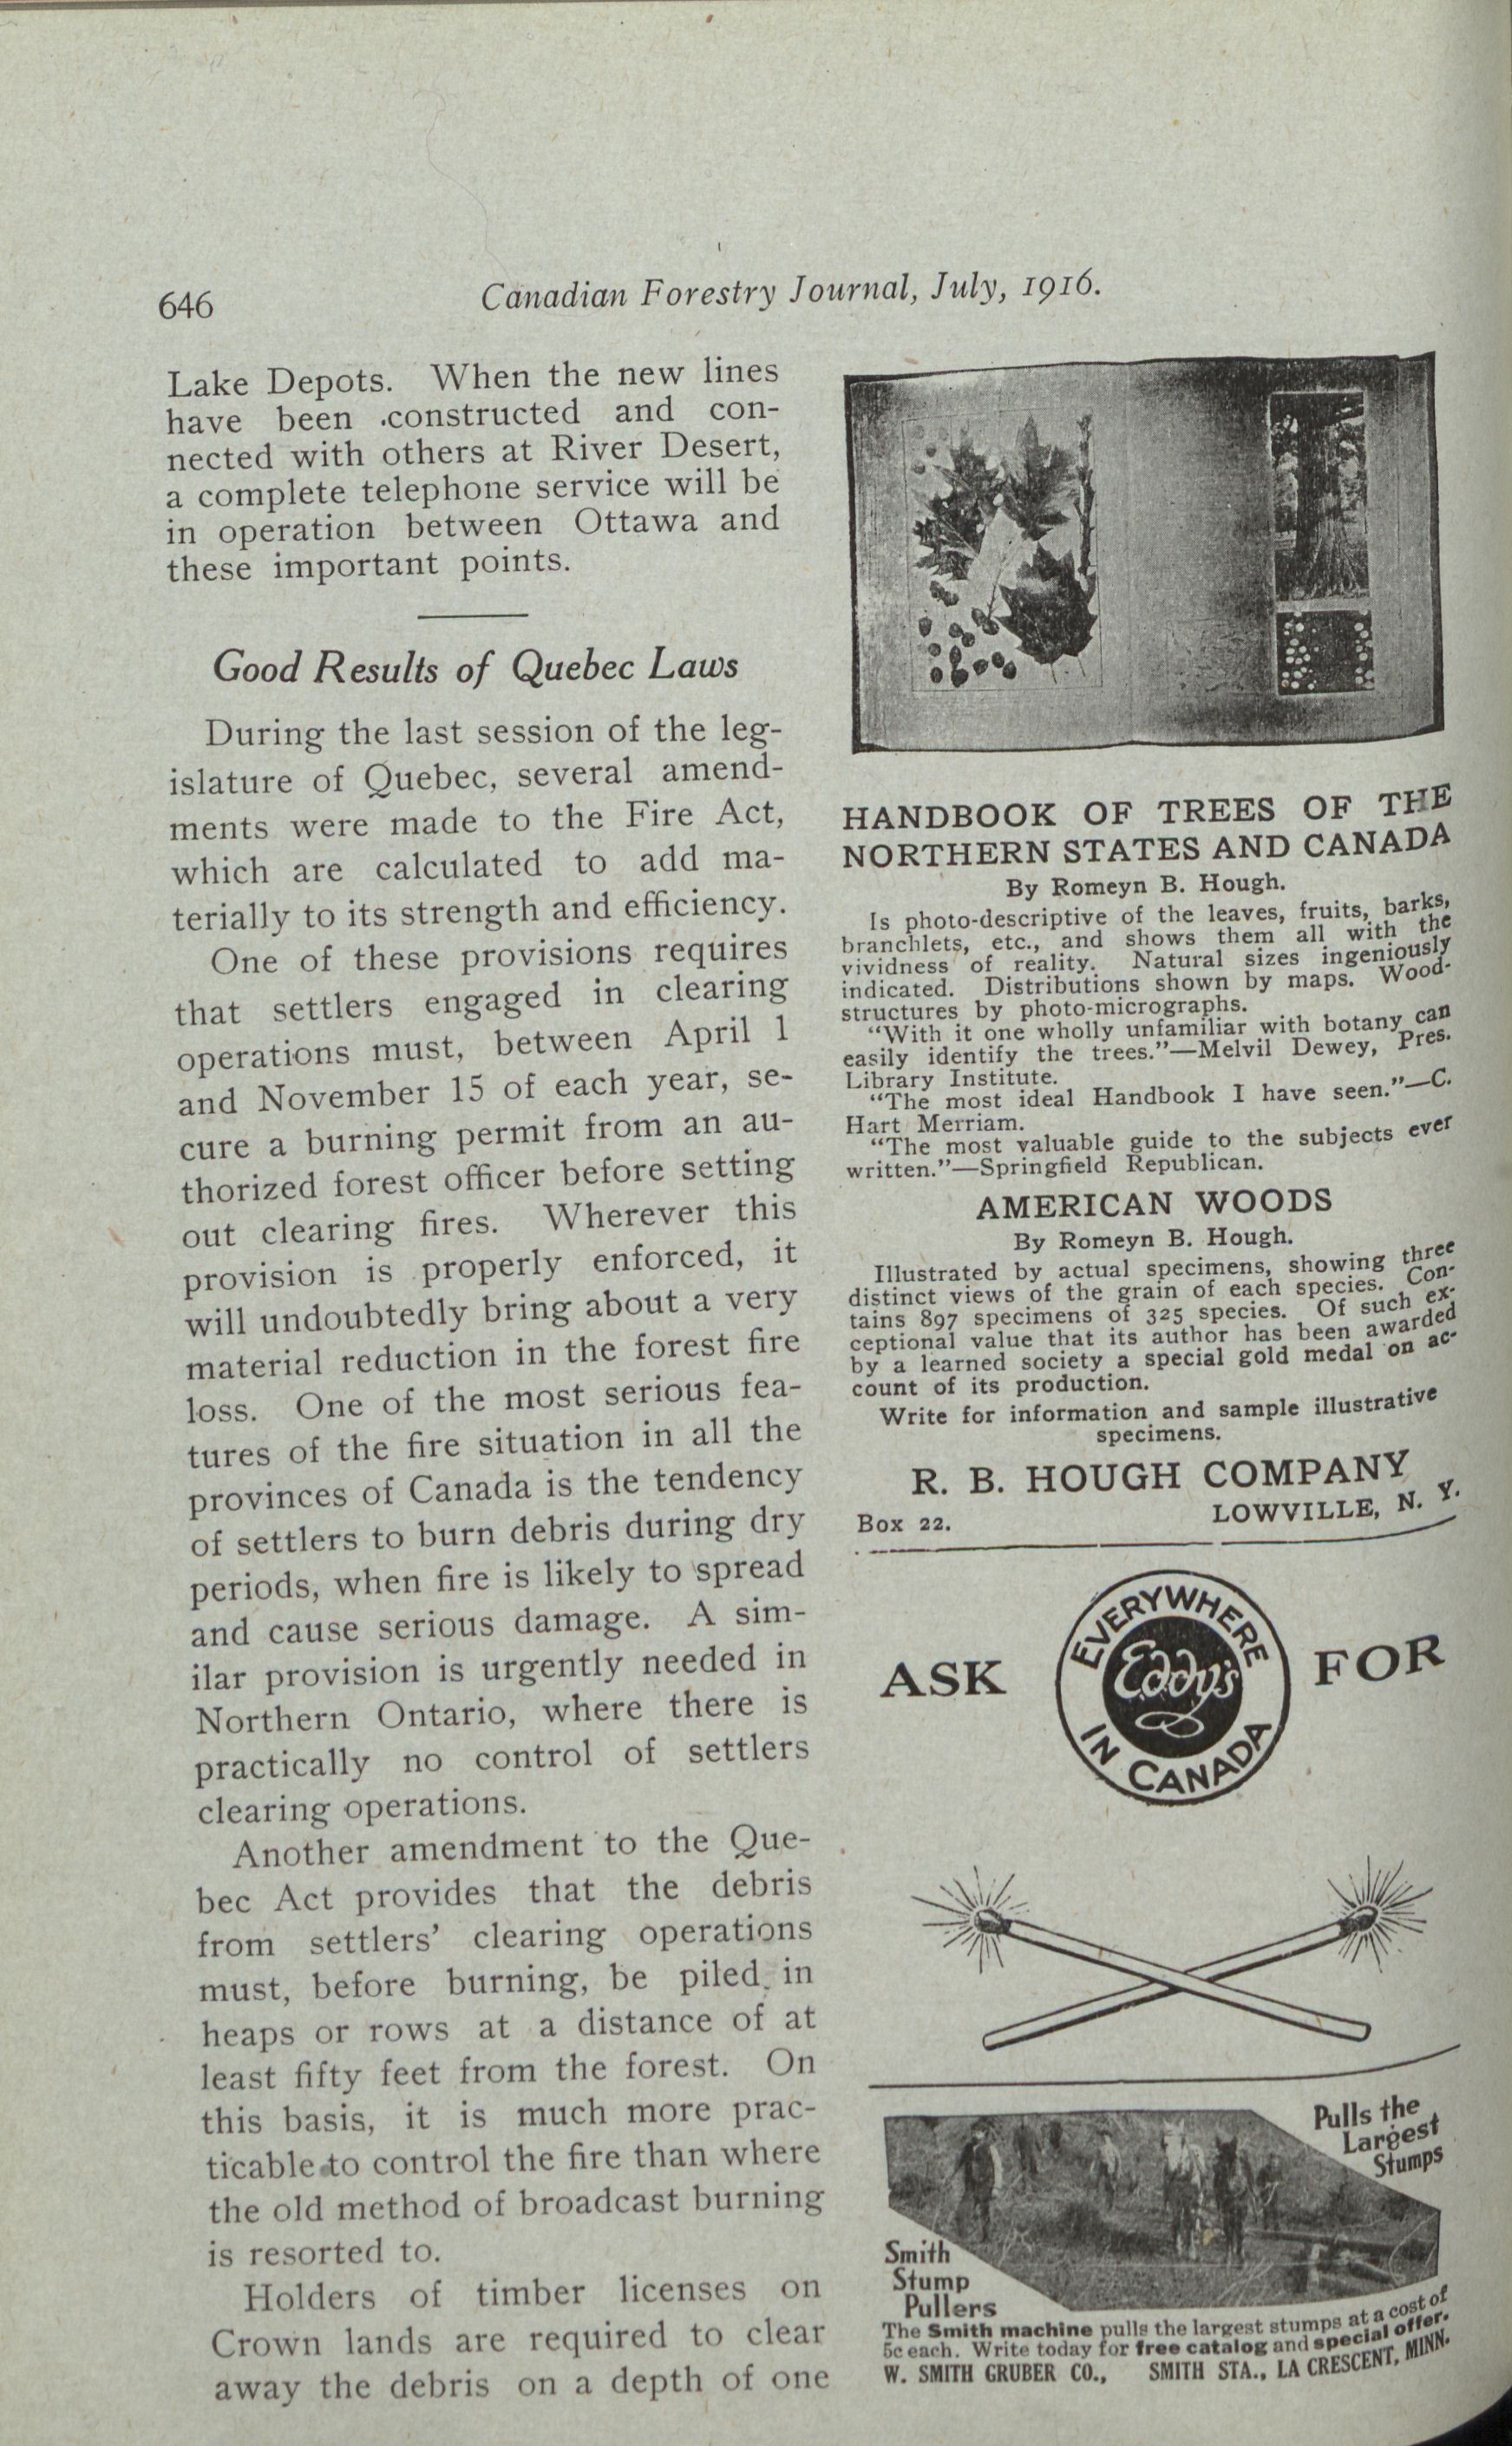 646
Canadian Forestry Journal, July, 1916.
Lake Depots. When the new lines
have been constructed and con-
nected with others at River Desert,
a complete telephone service will be
in operation between Ottawa and
these important points.
Good Results of Quebec Laws
During the last session of the leg-
islature of Quebec, several amend-
ments were made to the Fire Act,
which are calculated to add ma-
terially to its strength and efficiency.
One of these provisions requires
that settlers engaged in clearing
operations must, between April 1
and November 15 of each year, se-
cure a burning permit from an au-
thorized forest officer before setting
out clearing fires. Wherever this
provision is properly enforced, it
will undoubtedly bring about a very
material reduction in the forest fire
loss. One of the most serious fea-
tures of the fire situation in all the
provinces of Canada is the tendency
of settlers to burn debris during dry
periods, when fire is likely to spread
and cause serious damage. A sim-
ilar provision is urgently needed in
Northern Ontario, where there is
practically no control of settlers
clearing operations.
Another amendment to the Que-
bec Act provides that the debris
from settlers' clearing operations
must, before burning, be piled in
heaps or rows at a distance of at
least fifty feet from the forest. On
this basis, it is much more prac-
ticable to control the fire than where
the old method of broadcast burning
is resorted to.
Holders of timber licenses on
Crown lands are required to clear
away the debris on a depth of one
HANDBOOK OF TREES OF THE
NORTHERN STATES AND CANADA
By Romeyn B. Hough.
Is photo-descriptive of the leaves, fruits, barks,
branchlets, etc., and shows them all with the
vividness of reality. Natural sizes ingeniously
indicated. Distributions shown by maps. Wood-
structures by photo-micrographs.
"With it one wholly unfamiliar with botany can
easily identify the trees."—Melvil Dewey, Pres.
Library Institute.
"The most ideal Handbook I have seen."—C.
Hart Merriam.
"The most valuable guide to the subjects ever
written."—Springfield Republican.
AMERICAN WOODS
By Romeyn B. Hough.
Illustrated by actual specimens, showing three
distinct views of the grain of each species. Con-
tains 897 specimens of 325 species. Of such ex-
ceptional value that its author has been awarded
by a learned society a special gold medal on ac-
count of its production.
Write for information and sample illustrative
specimens.
R. B. HOUGH COMPANY
Box 22. LOWVILLE, N. Y.
ASK
EVERYWHERE
Eddy's
IN CANADA
FOR
Pulls the
Largest
Stumps
Smith
Stump
Pullers
The Smith machine pulls the largest stumps at a cost of
5c each. Write today for free catalog and special offer.
W. SMITH GRUBER CO., SMITH STA., LA CRESCENT, MINN.